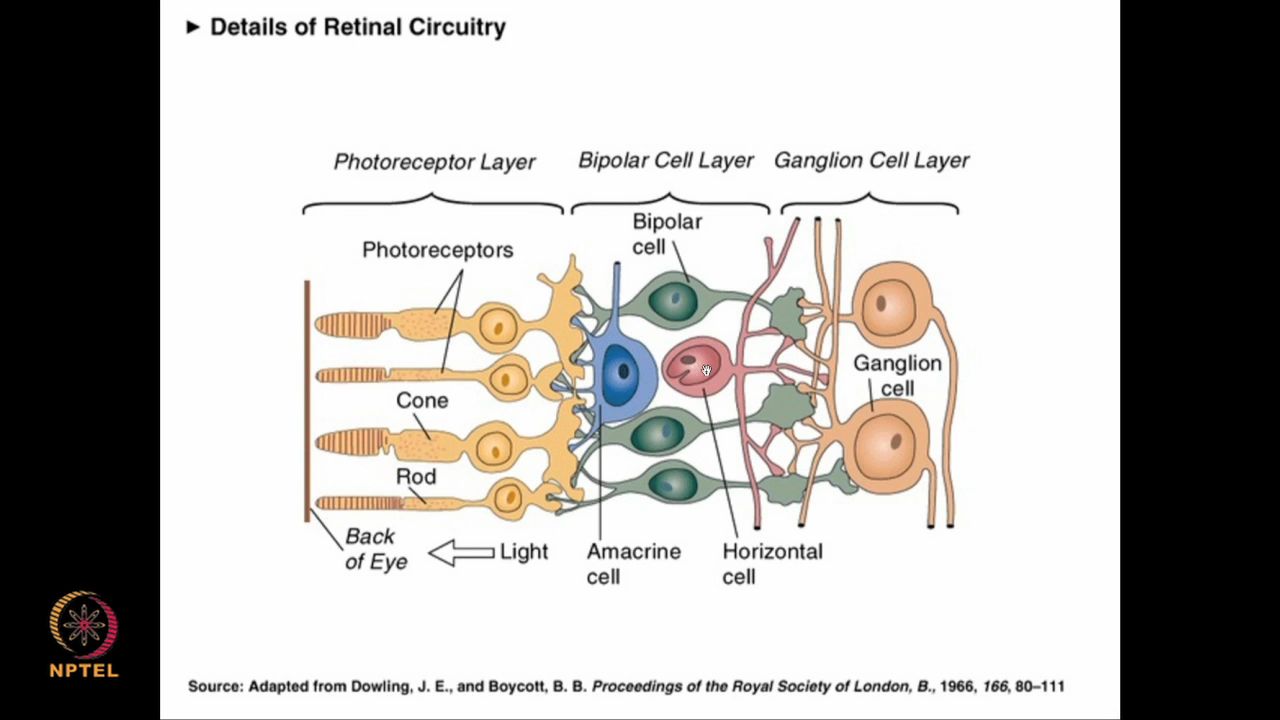 ► Details of Retinal Circuitry
Photoreceptor Layer
Bipolar Cell Layer
Ganglion Cell Layer
Bipolar
cell
Photoreceptors
Ganglion
cell
Cone
Rod
Back
of Eye
Light
Amacrine
cell
Horizontal
cell
NPTEL
Source: Adapted from Dowling, J. E., and Boycott, B. B. Proceedings of the Royal Society of London, B., 1966, 166, 80–111